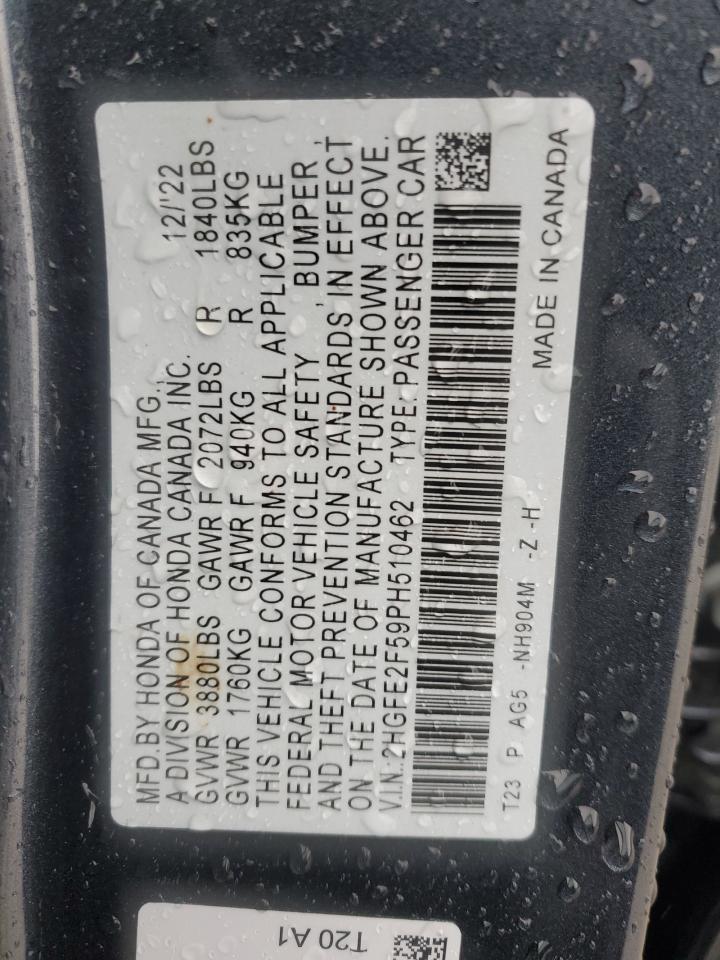 MFD.BY HONDA OF CANADA MFG., 12/'22
A DIVISION OF HONDA CANADA INC.
GVWR 3880LBS GAWR F 2072LBS R 1840LBS
GVWR 1760KG GAWR F 940KG R 835KG
THIS VEHICLE CONFORMS TO ALL APPLICABLE
FEDERAL MOTOR VEHICLE SAFETY , BUMPER ,
AND THEFT PREVENTION STANDARDS IN EFFECT
ON THE DATE OF MANUFACTURE SHOWN ABOVE.
V.I.N:2HGFE2F59PH510462 TYPE:PASSENGER CAR
T23 P AG5 -NH904M -Z -H
MADE IN CANADA
T20 A1